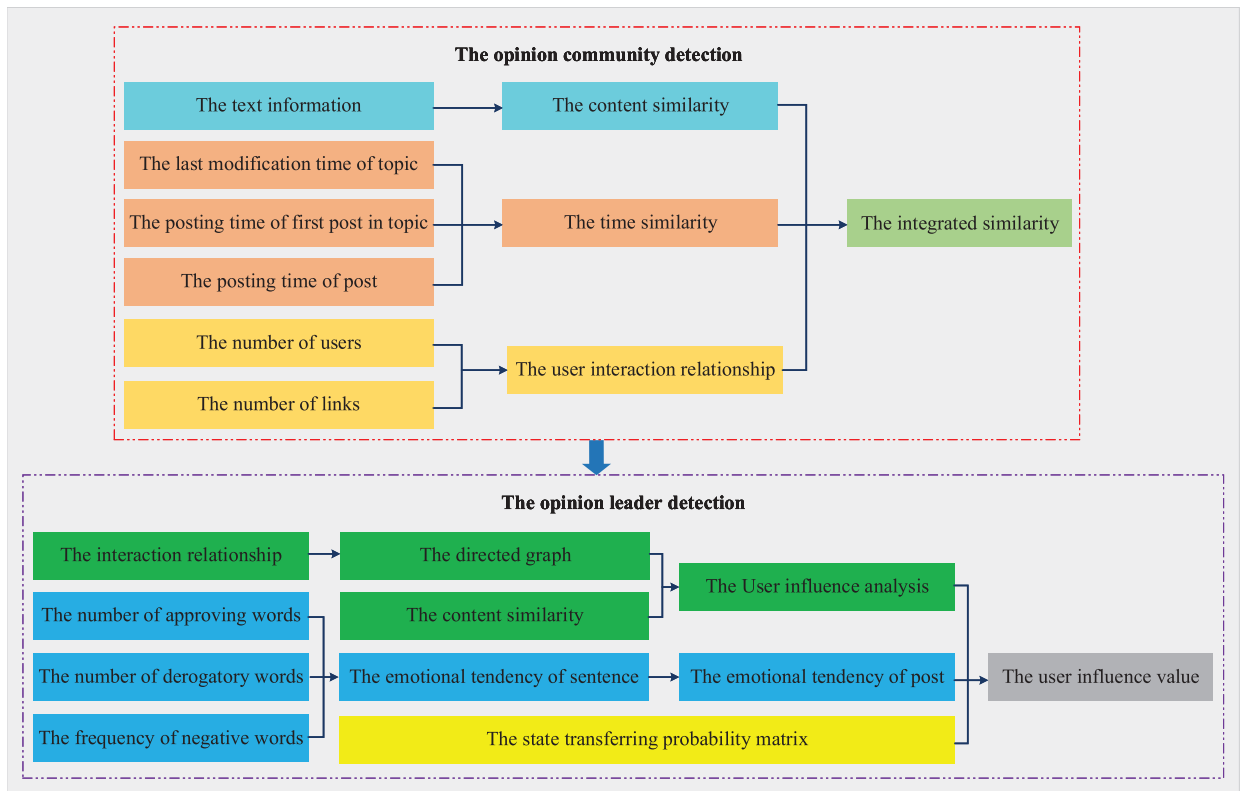 The opinion community detection
The text information
The content similarity
The last modification time of topic
The posting time of first post in topic
The time similarity
The integrated similarity
The posting time of post
The number of users
The user interaction relationship
The number of links
The opinion leader detection
The interaction relationship
The directed graph
The User influence analysis
The number of approving words
The content similarity
The number of derogatory words
The emotional tendency of sentence
The emotional tendency of post
The user influence value
The frequency of negative words
The state transferring probability matrix